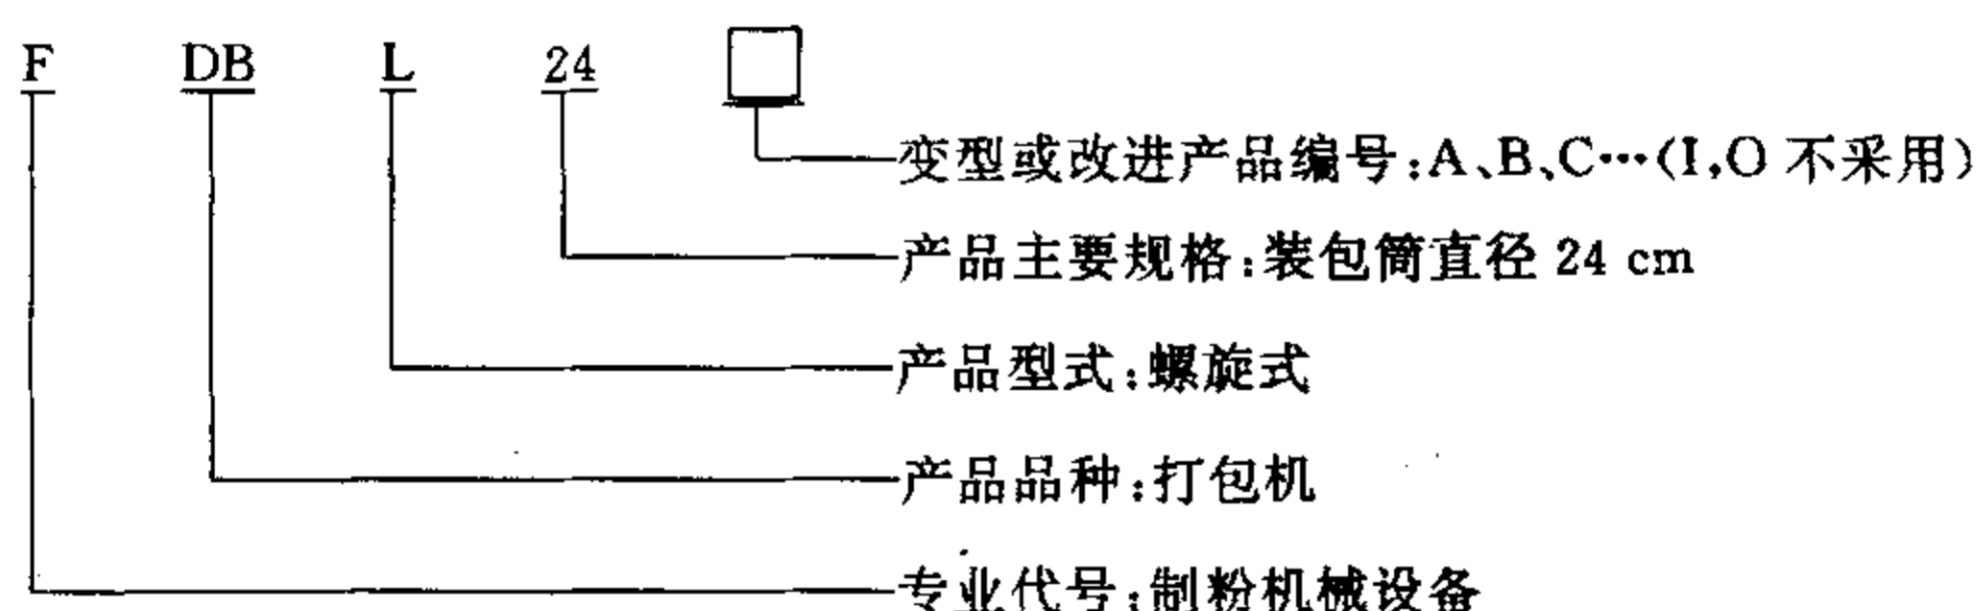 F DB L 24 □
变型或改进产品编号:A、B、C…(I,O 不采用)
产品主要规格:装包筒直径 24 cm
产品型式:螺旋式
产品品种:打包机
专业代号:制粉机械设备